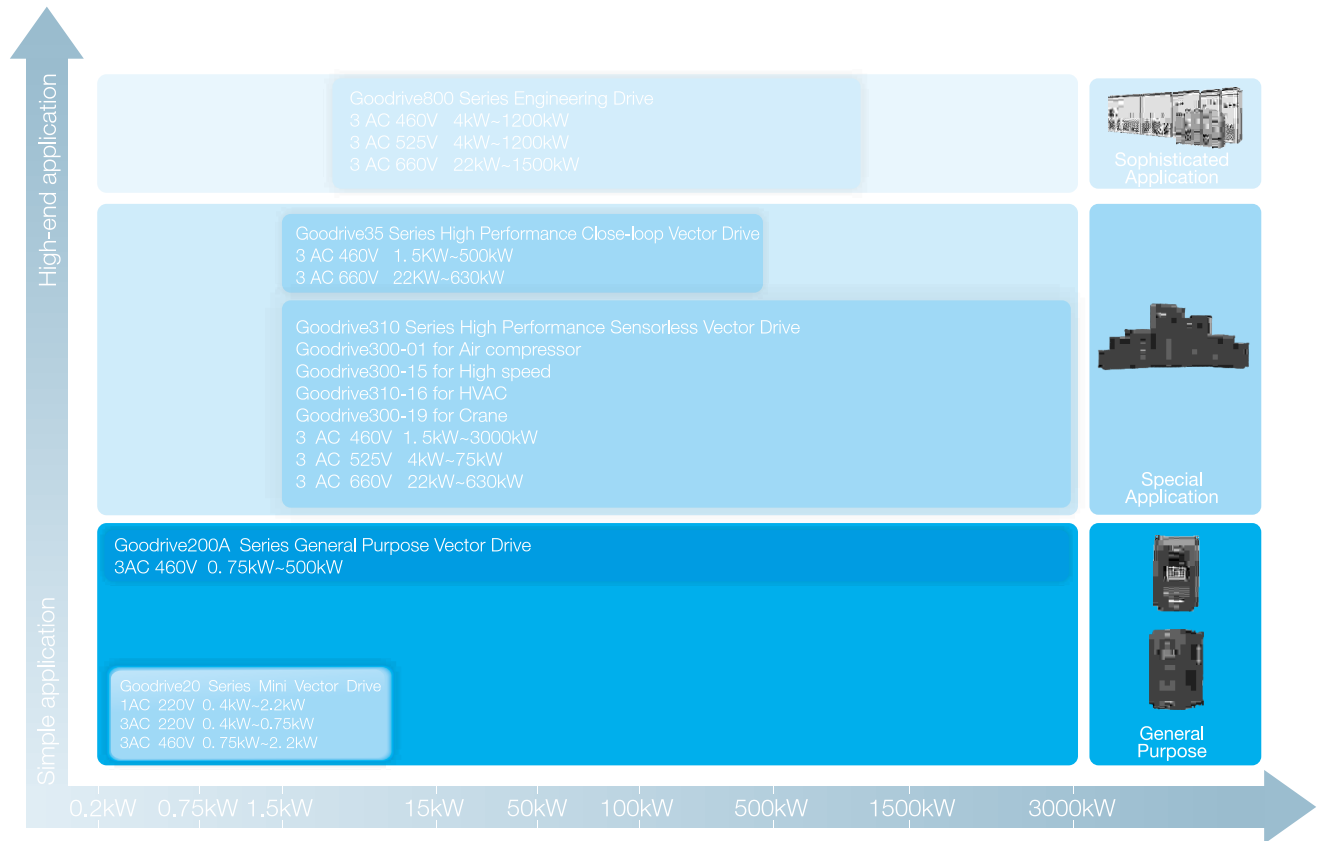 High-end application
Simple application
Goodrive800 Series Engineering Drive
3 AC 460V 4kW~1200kW
3 AC 525V 4kW~1200kW
3 AC 660V 22kW~1500kW
Sophisticated
Application
Goodrive35 Series High Performance Close-loop Vector Drive
3 AC 460V 1. 5KW~500kW
3 AC 660V 22KW~630kW
Goodrive310 Series High Performance Sensorless Vector Drive
Goodrive300-01 for Air compressor
Goodrive300-15 for High speed
Goodrive310-16 for HVAC
Goodrive300-19 for Crane
3 AC 460V 1. 5kW~3000kW
3 AC 525V 4kW~75kW
3 AC 660V 22kW~630kW
Special
Application
Goodrive200A Series General Purpose Vector Drive
3AC 460V 0. 75kW~500kW
Goodrive20 Series Mini Vector Drive
1AC 220V 0. 4kW~2.2kW
3AC 220V 0. 4kW~0.75kW
3AC 460V 0. 75kW~2. 2kW
General
Purpose
0.2kW 0.75kW 1.5kW 15kW 50kW 100kW 500kW 1500kW 3000kW